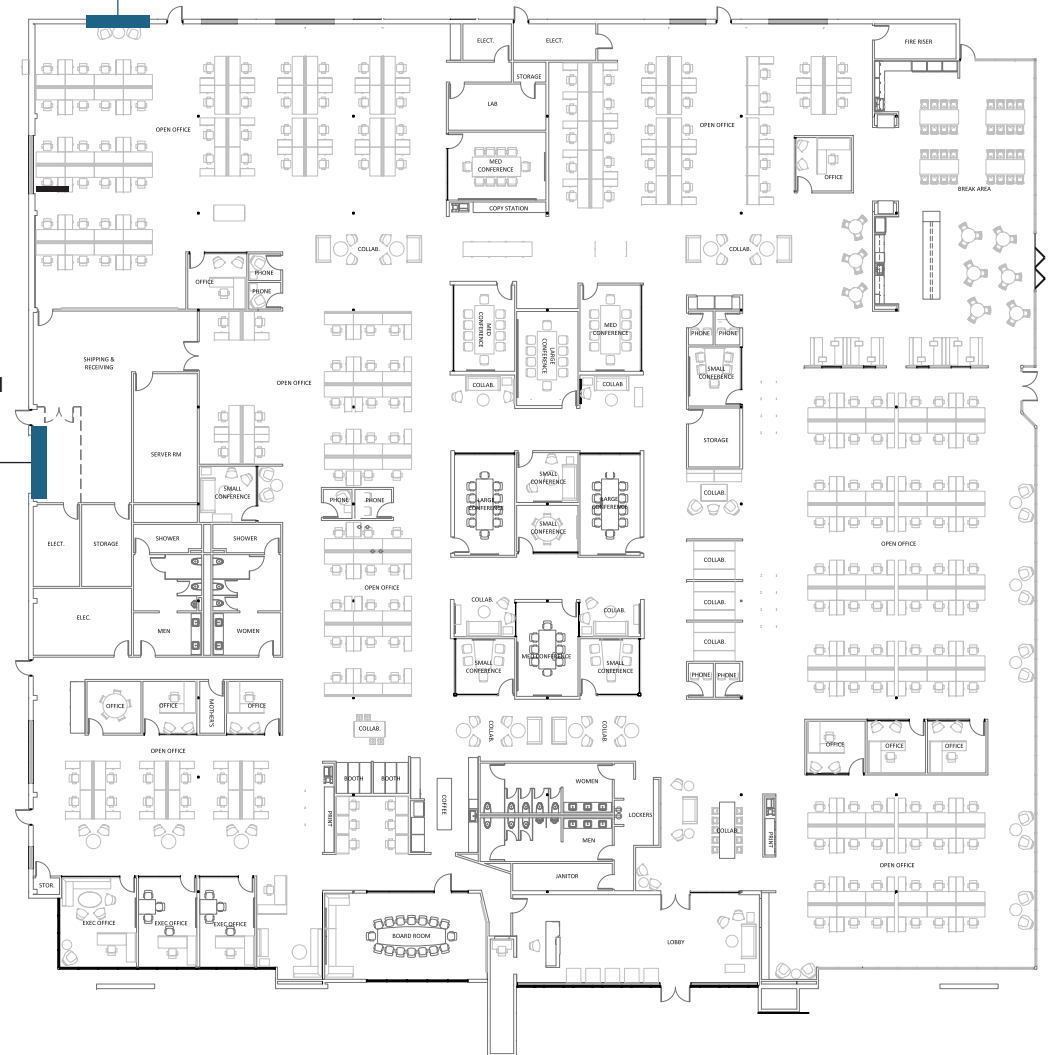 ELECT.
ELECT.
FIRE RISER
STORAGE
LAB
OPEN OFFICE
OPEN OFFICE
MED
CONFERENCE
OFFICE
BREAK AREA
COPY STATION
COLLAB.
COLLAB.
OFFICE
PHONE
PHONE
MED
CONFERENCE
MED
CONFERENCE
LARGE
CONFERENCE
PHONE
PHONE
SHIPPING &
RECEIVING
OPEN OFFICE
SMALL
CONFERENCE
COLLAB.
COLLAB
STORAGE
SERVER RM
SMALL
CONFERENCE
PHONE
PHONE
LARGE
CONFERENCE
SMALL
CONFERENCE
LARGE
CONFERENCE
COLLAB.
SMALL
CONFERENCE
ELECT.
STORAGE
SHOWER
SHOWER
OPEN OFFICE
COLLAB.
OPEN OFFICE
COLLAB.
COLLAB.
COLLAB.
ELEC.
MEN
WOMEN
COLLAB.
MED CONFERENCE
SMALL
CONFERENCE
SMALL
CONFERENCE
PHONE
PHONE
OFFICE
OFFICE
MOTHER'S
OFFICE
COLLAB.
COLLAB.
COLLAB.
OPEN OFFICE
OFFICE
OFFICE
OFFICE
BOOTH
BOOTH
WOMEN
COFFEE
PRINT
LOCKERS
MEN
COLLAB.
PRINT
JANITOR
OPEN OFFICE
STOR.
EXEC OFFICE
EXEC OFFICE
EXEC OFFICE
BOARD ROOM
LOBBY